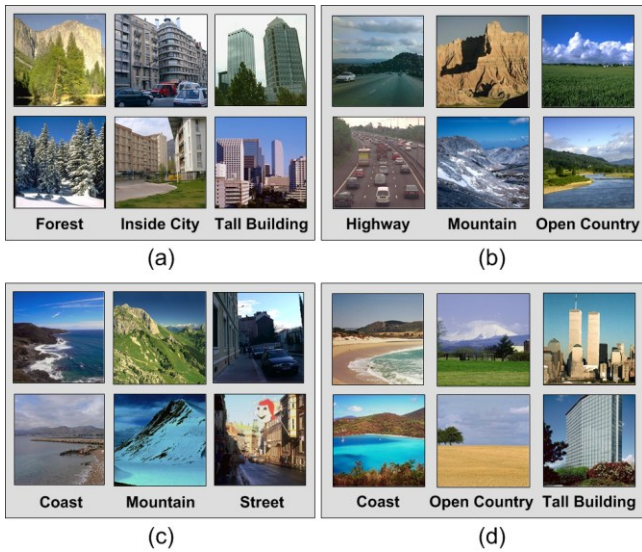 Forest Inside City Tall Building
(a)
Highway Mountain Open Country
(b)
Coast Mountain Street
(c)
Coast Open Country Tall Building
(d)